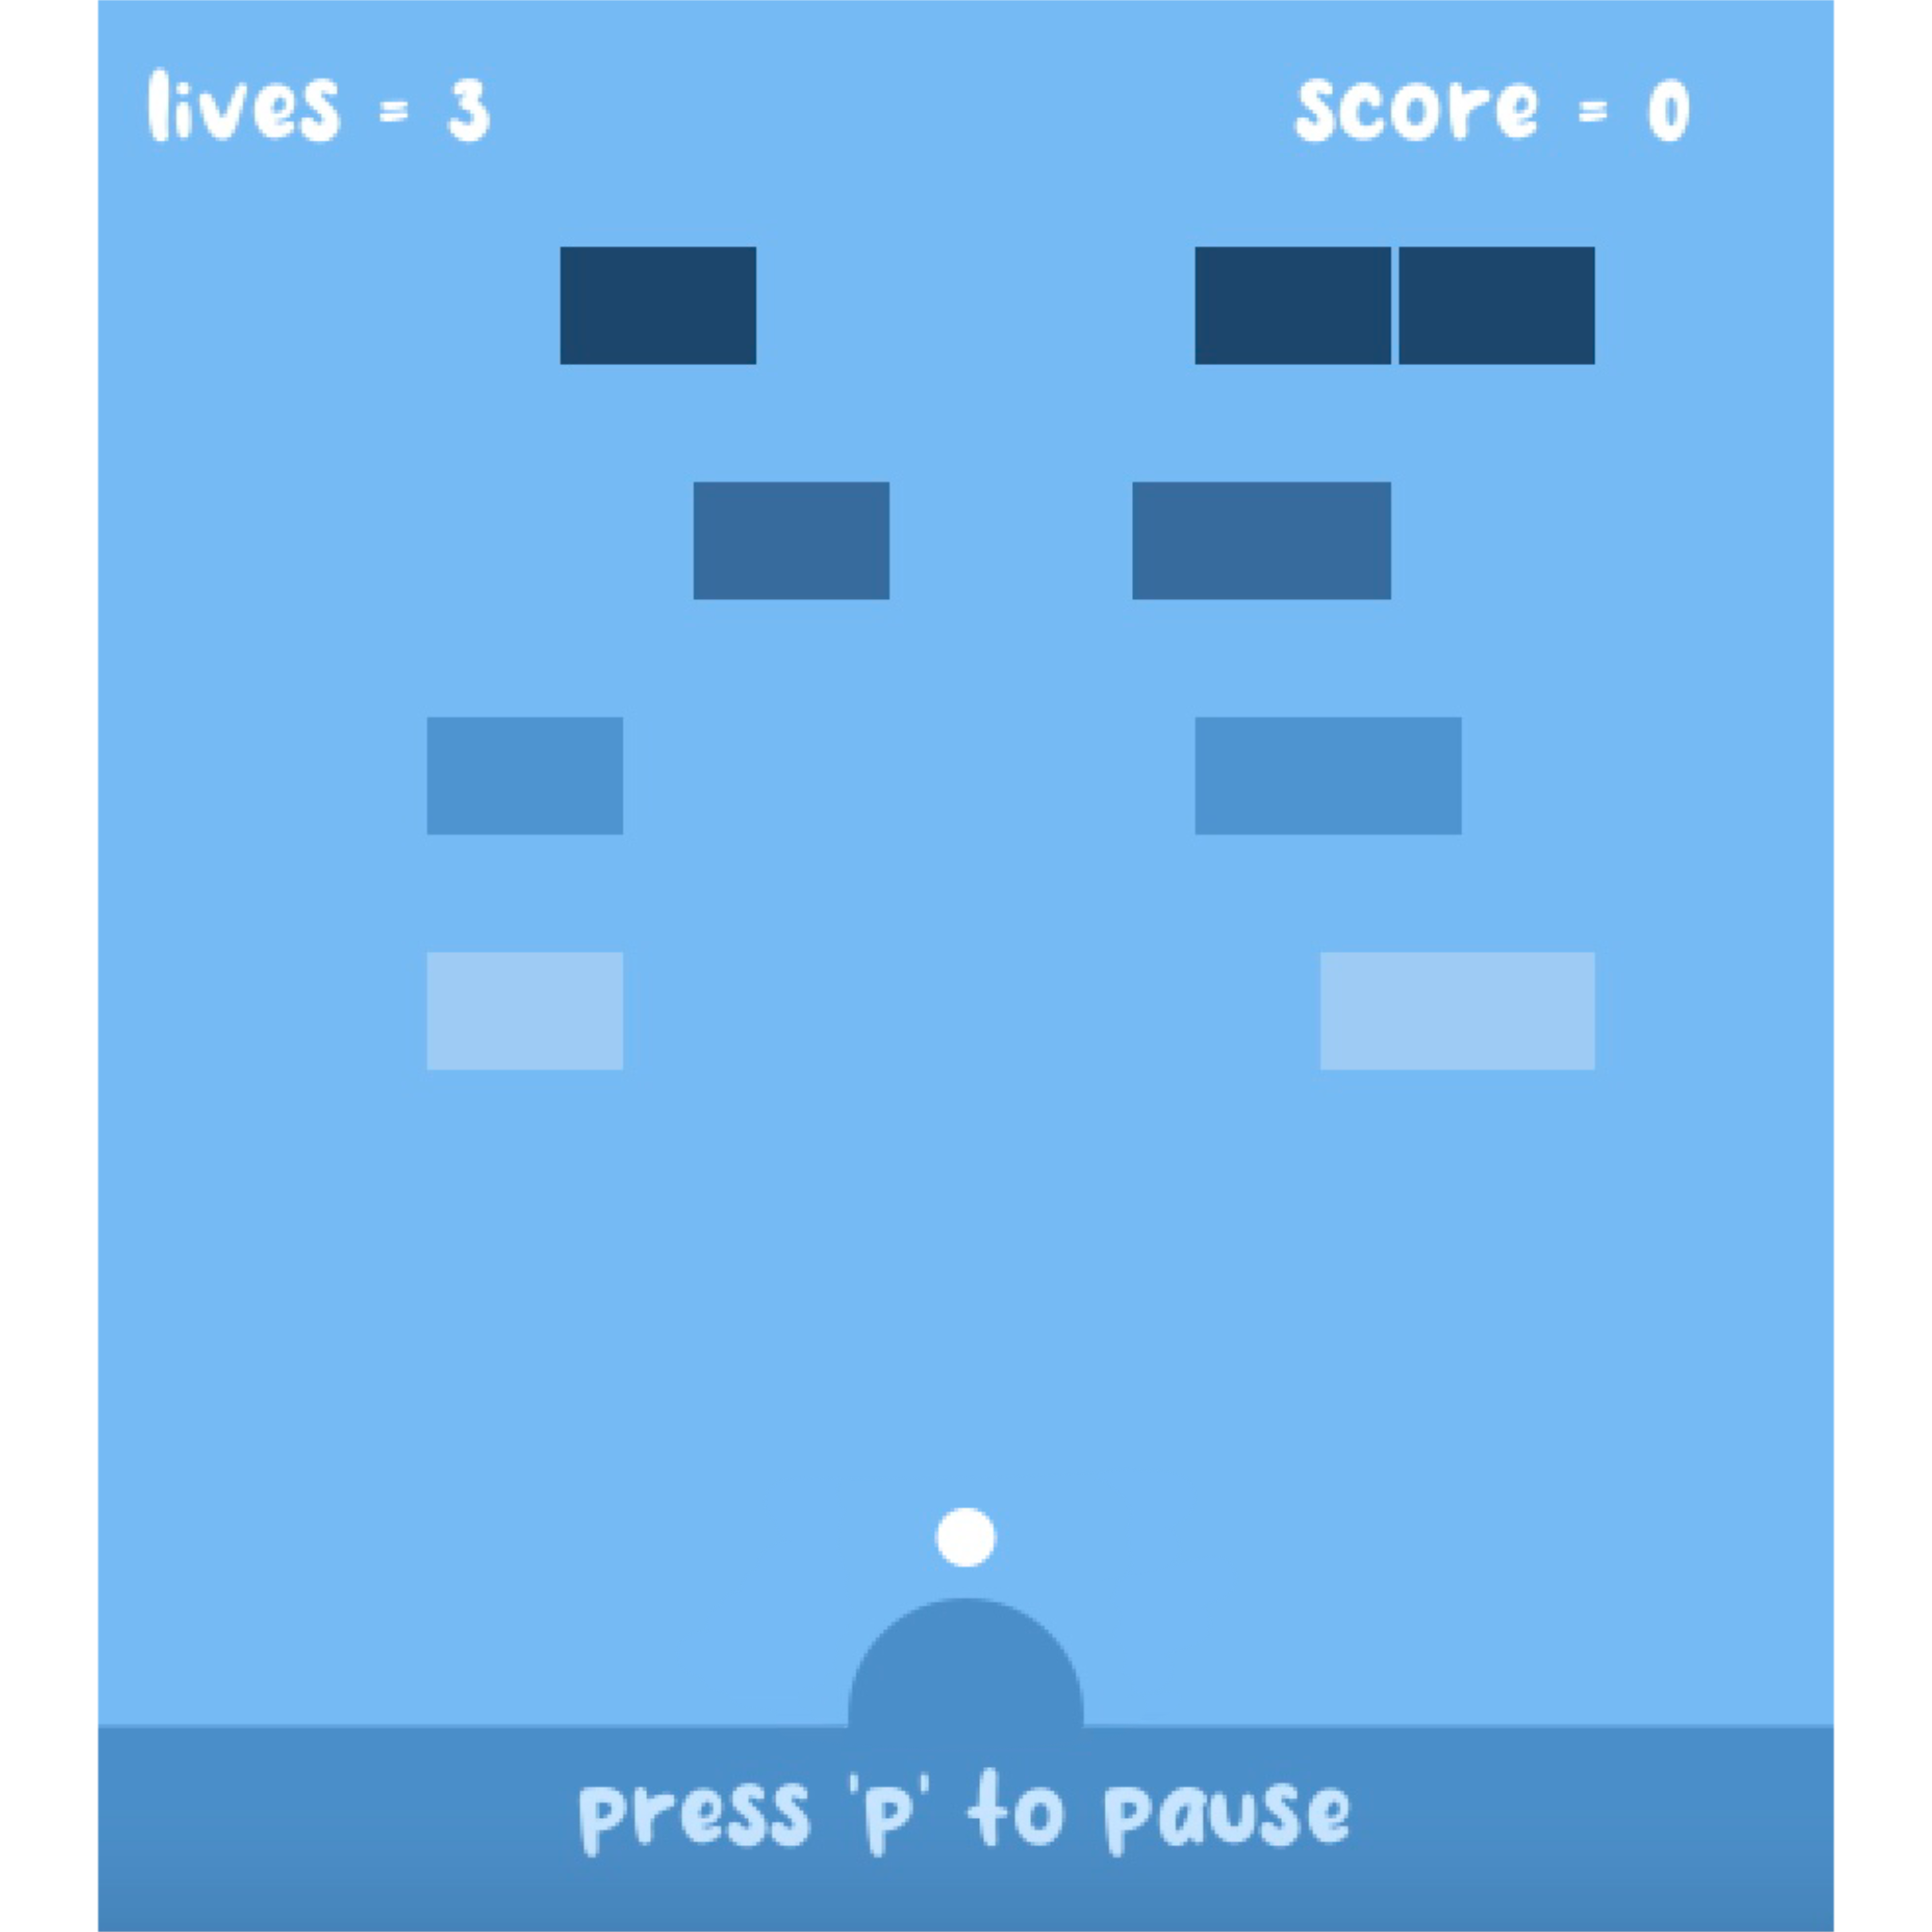 lives = 3
score = 0
press 'p' to pause